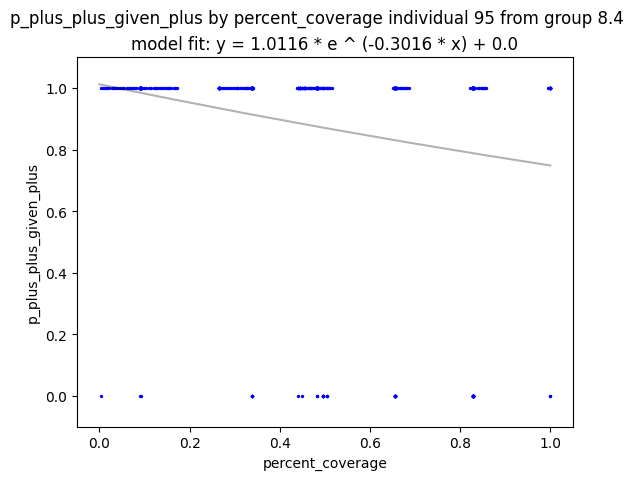 p_plus_plus_given_plus by percent_coverage individual 95 from group 8.4
model fit: y = 1.0116 * e ^ (-0.3016 * x) + 0.0
p_plus_plus_given_plus
1.0
0.8
0.6
0.4
0.2
0.0
0.0 0.2 0.4 0.6 0.8 1.0
percent_coverage